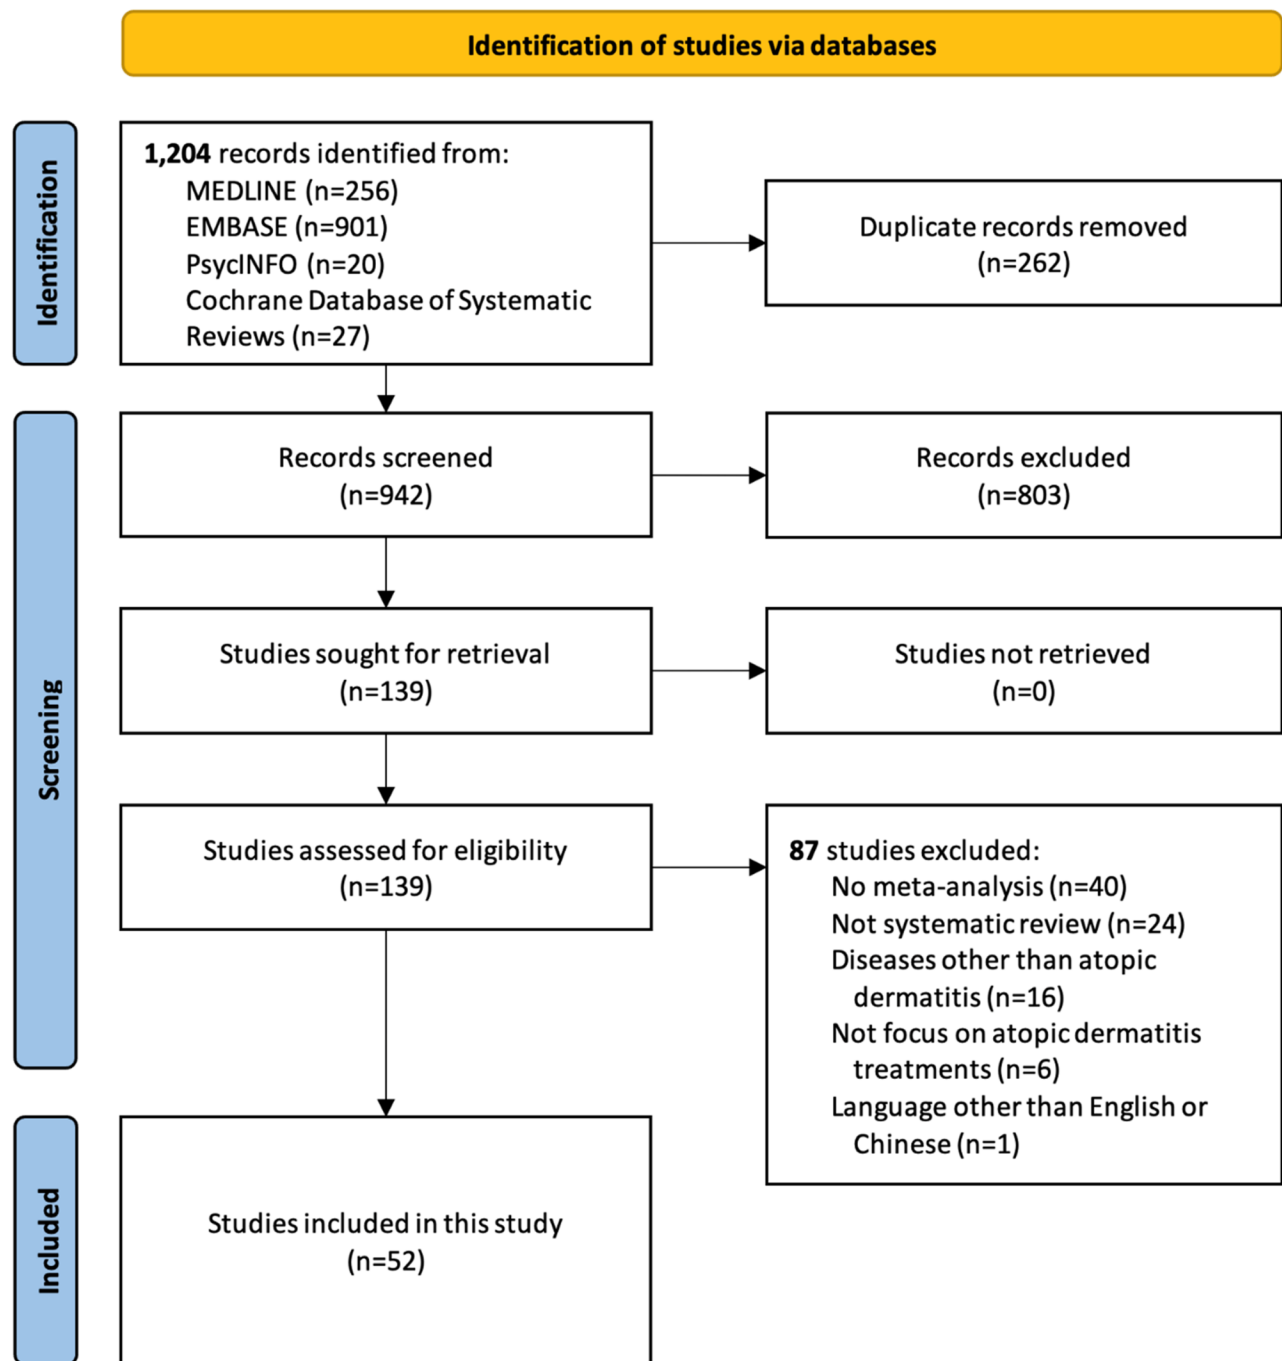 Identification of studies via databases
Identification
1,204 records identified from:
MEDLINE (n=256)
EMBASE (n=901)
PsycINFO (n=20)
Cochrane Database of Systematic
Reviews (n=27)
Duplicate records removed
(n=262)
Screening
Records screened
(n=942)
Records excluded
(n=803)
Studies sought for retrieval
(n=139)
Studies not retrieved
(n=0)
Studies assessed for eligibility
(n=139)
87 studies excluded:
No meta-analysis (n=40)
Not systematic review (n=24)
Diseases other than atopic
dermatitis (n=16)
Not focus on atopic dermatitis
treatments (n=6)
Language other than English or
Chinese (n=1)
Included
Studies included in this study
(n=52)